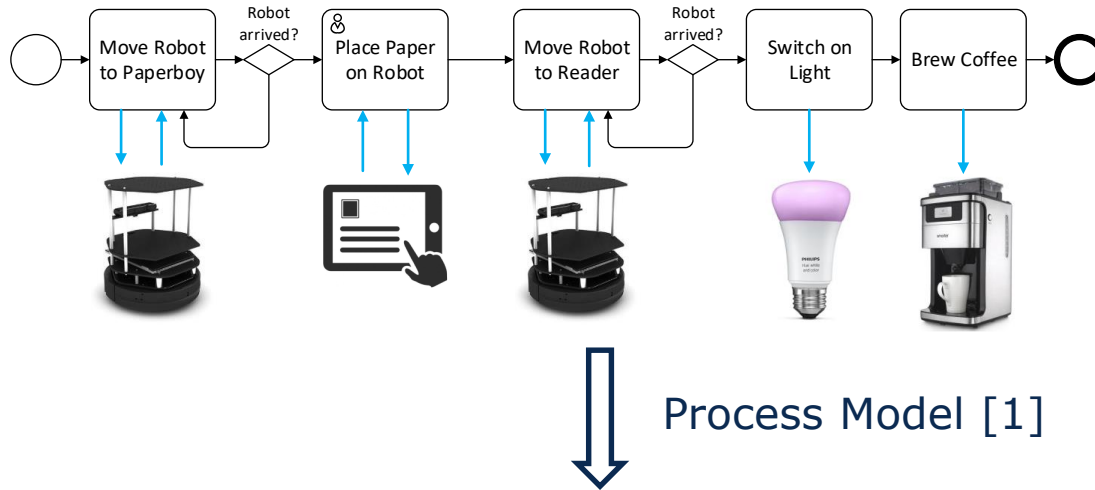 Robot
arrived?
Robot
arrived?
Move Robot
to Paperboy
Place Paper
on Robot
Move Robot
to Reader
Switch on
Light
Brew Coffee
PHILIPS
Process Model [1]